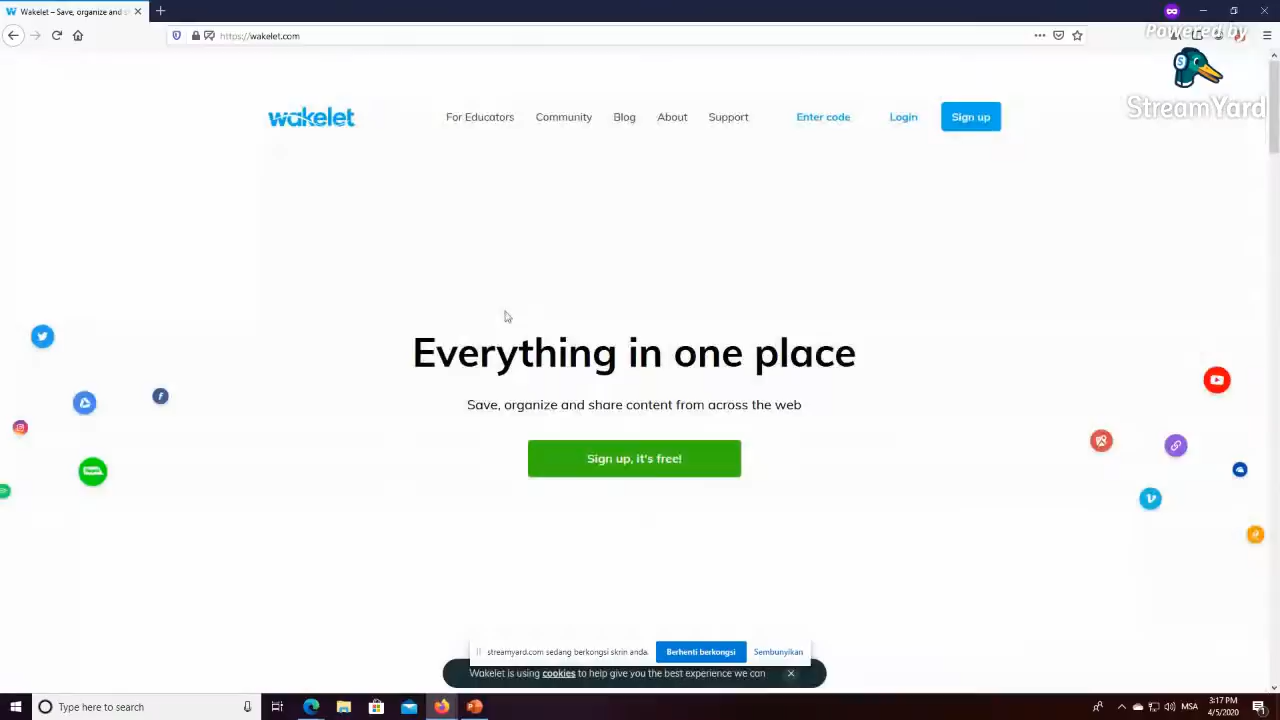 Wakelet – Save, organize and s
https://wakelet.com
Powered by
StreamYard
wakelet
For Educators
Community
Blog
About
Support
Enter code
Login
Sign up
Everything in one place
Save, organize and share content from across the web
Sign up, it's free!
streamyard.com sedang berkongsi skrin anda.
Berhenti berkongsi
Sembunyikan
Wakelet is using cookies to help give you the best experience we can
Type here to search
MSA
3:17 PM
4/5/2020